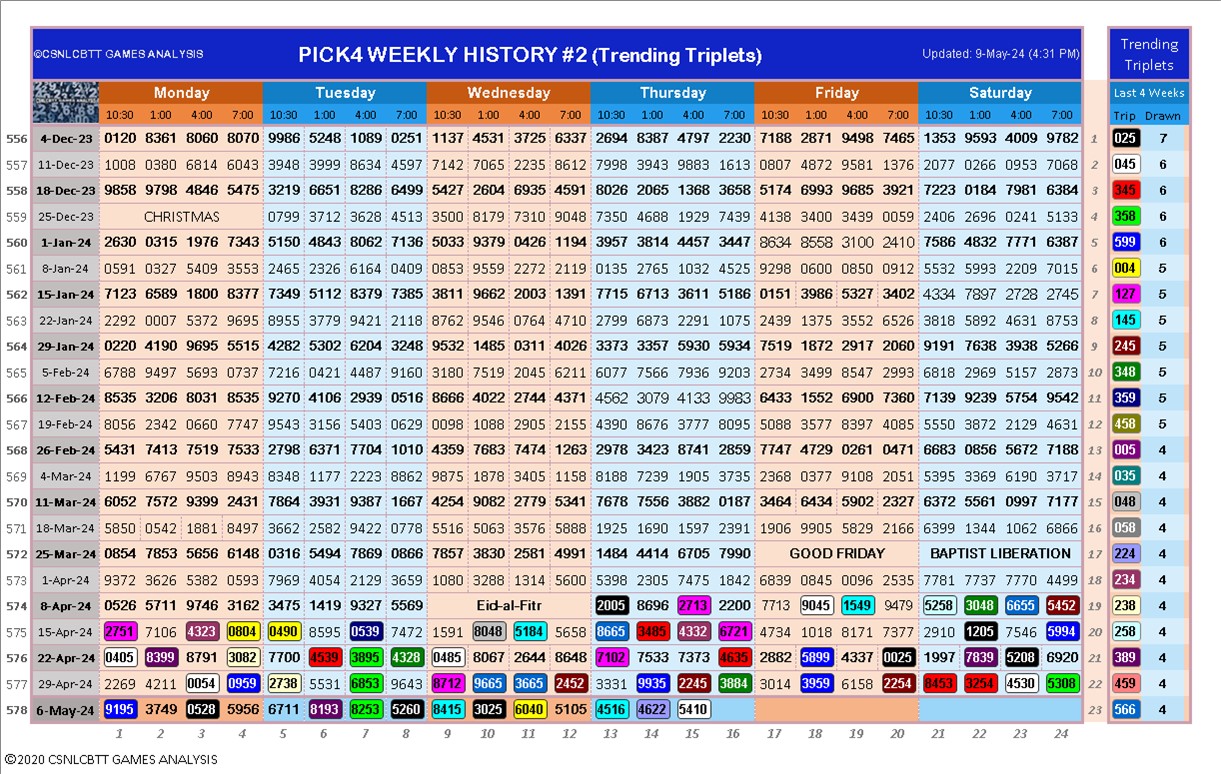 ©CSNLCBTT GAMES ANALYSIS PICK4 WEEKLY HISTORY #2 (Trending Triplets) Updated: 9-May-24 (4:31 PM) Trending Triplets
Monday Tuesday Wednesday Thursday Friday Saturday Last 4 Weeks
10:30 1:00 4:00 7:00 10:30 1:00 4:00 7:00 10:30 1:00 4:00 7:00 10:30 1:00 4:00 7:00 10:30 1:00 4:00 7:00 10:30 1:00 4:00 7:00 Trip Drawn
556 4-Dec-23 0120 8361 8060 8070 9986 5248 1089 0251 1137 4531 3725 6337 2694 8387 4797 2230 7188 2871 9498 7465 1353 9593 4009 9782 1 025 7
557 11-Dec-23 1008 0380 6814 6043 3948 3999 8634 4597 7142 7065 2235 8612 7998 3943 9883 1613 0807 4872 9581 1376 2077 0266 0953 7068 2 045 6
558 18-Dec-23 9858 9798 4846 5475 3219 6651 8286 6499 5427 2604 6935 4591 8026 2065 1368 3658 5174 6993 9685 3921 7223 0184 7981 6384 3 345 6
559 25-Dec-23 CHRISTMAS 0799 3712 3628 4513 3500 8179 7310 9048 7350 4688 1929 7439 4138 3400 3439 0059 2406 2696 0241 5133 4 358 6
560 1-Jan-24 2630 0315 1976 7343 5150 4843 8062 7136 5033 9379 0426 1194 3957 3814 4457 3447 8634 8558 3100 2410 7586 4832 7771 6387 5 599 6
561 8-Jan-24 0591 0327 5409 3553 2465 2326 6164 0409 0853 9559 2272 2119 0135 2765 1032 4525 9298 0600 0850 0912 5532 5993 2209 7015 6 004 5
562 15-Jan-24 7123 6589 1800 8377 7349 5112 8379 7385 3811 9662 2003 1391 7715 6713 3611 5186 0151 3986 5327 3402 4334 7897 2728 2745 7 127 5
563 22-Jan-24 2292 0007 5372 9695 8955 3779 9421 2118 8762 9546 0764 4710 2799 6873 2291 1075 2439 1375 3552 6526 3818 5892 4631 8753 8 145 5
564 29-Jan-24 0220 4190 9695 5515 4282 5302 6204 3248 9532 1485 0311 4026 3373 3357 5930 5934 7519 1872 2917 2060 9191 7638 3938 5266 9 245 5
565 5-Feb-24 6788 9497 5693 0737 7216 0421 4487 9160 3180 7519 2045 6211 6077 7566 7936 9203 2734 3499 8547 2993 6818 2969 5157 2873 10 348 5
566 12-Feb-24 8535 3206 8031 8535 9270 4106 2939 0516 8666 4022 2744 4371 4562 3079 4133 9983 6433 1552 6900 7360 7139 9239 5754 9542 11 359 5
567 19-Feb-24 8056 2342 0660 7747 9543 3156 5403 0629 0098 1088 2905 2155 4390 8676 3777 8095 5088 3577 8397 4085 5550 3872 2129 4631 12 458 5
568 26-Feb-24 5431 7413 7519 7533 2798 6371 7704 1010 4359 7683 7474 1263 2978 3423 8741 2859 7747 4729 0261 0471 6683 0856 5672 7188 13 005 4
569 4-Mar-24 1199 6767 9503 8943 8348 1177 2223 8862 9875 1878 3405 1158 8188 7239 1543 3735 2368 0377 9108 2051 5395 3369 6190 3717 14 035 4
570 11-Mar-24 6052 7572 9399 2431 7864 3931 9387 1667 4254 9082 2779 5341 7678 7556 3882 0187 3464 6434 5902 2327 6372 5561 0997 7177 15 048 4
571 18-Mar-24 5850 0542 1881 8497 3662 2582 9422 0778 5516 5063 3576 5888 1925 1690 1597 2391 1906 9905 5829 2166 6399 1344 1062 6866 16 058 4
572 25-Mar-24 0854 7853 5656 6148 0316 5494 7869 0866 7857 3830 2581 4991 1484 4414 6705 7990 GOOD FRIDAY BAPTIST LIBERATION 17 224 4
573 1-Apr-24 9372 3626 5382 0593 7969 4054 2129 3659 1080 3288 1314 5600 5398 2305 7475 1842 6839 0845 0096 2535 7781 7737 7770 4499 18 234 4
574 8-Apr-24 0526 5711 9746 3162 3475 1419 9327 5569 Eid-al-Fitr 2005 8696 2713 2200 7713 9045 1549 9479 5258 3048 6655 5452 19 238 4
575 15-Apr-24 2751 7106 4323 0804 0490 8595 0539 7472 1591 8048 5184 5658 8665 3485 4332 6721 4734 1018 8171 7377 2910 1205 7546 5994 20 258 4
576 22-Apr-24 0405 8399 8791 3082 7700 4539 3895 4328 0485 8067 2644 8648 7102 7533 7373 4635 2882 5899 4337 0025 1997 7839 5208 6920 21 389 4
577 29-Apr-24 2269 4211 0054 0959 2738 5531 6853 9643 8712 9665 3665 2452 3331 9935 2245 3884 3014 3959 6158 2254 8453 3254 4530 5308 22 459 4
578 6-May-24 9195 3749 0528 5956 6711 8193 8253 5260 8415 3025 6040 5105 4516 4622 5410 23 566 4
1 2 3 4 5 6 7 8 9 10 11 12 13 14 15 16 17 18 19 20 21 22 23 24
©2020 CSNLCBTT GAMES ANALYSIS